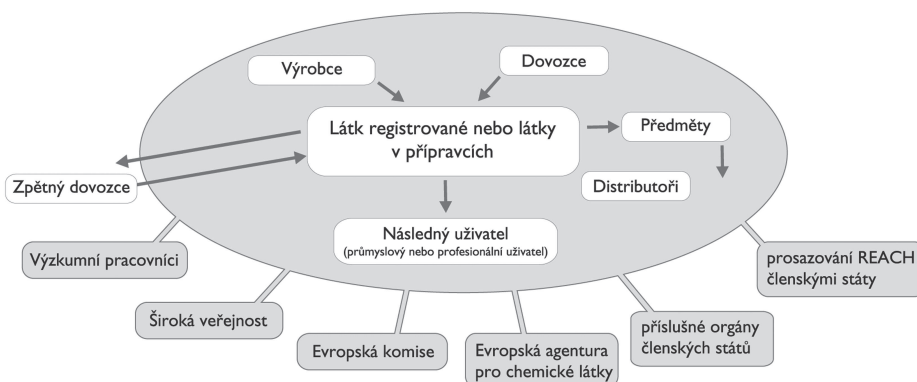 Výrobce
Dovozce
Látk registrované nebo látky
v přípravcích
Předměty
Zpětný dovozce
Distributoři
Následný uživatel
(průmyslový nebo profesionální uživatel)
Výzkumní pracovníci
prosazování REACH
členskými státy
Široká veřejnost
příslušné orgány
členských států
Evropská komise
Evropská agentura
pro chemické látky